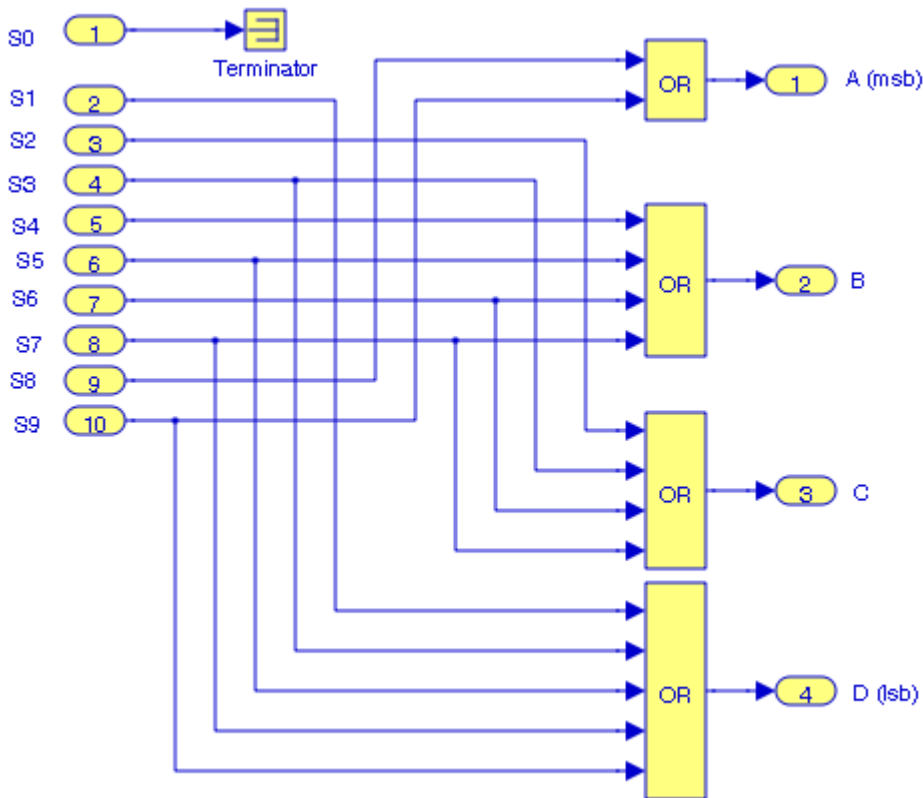 S0 1
Terminator
OR 1 A (msb)
S1 2
S2 3
S3 4
S4 5
S5 6
S6 7
OR 2 B
S7 8
S8 9
S9 10
OR 3 C
OR 4 D (lsb)